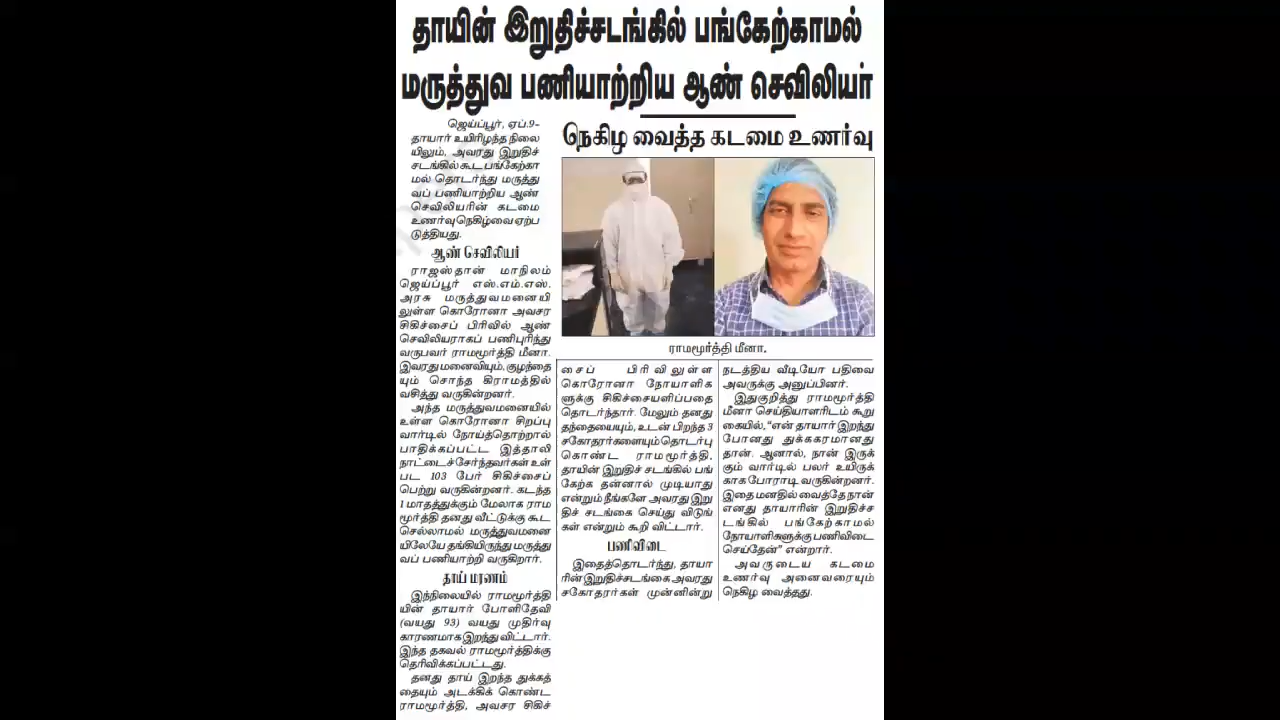 தாயின் இறுதிச்சடங்கில் பங்கேற்காமல்
மருத்துவ பணியாற்றிய ஆண் செவிலியர்
நெகிழ வைத்த கடமை உணர்வு
ஜெய்ப்பூர், ஏப்.9-
தாயார் உயிரிழந்த நிலை
யிலும், அவரது இறுதிச்
சடங்கில் கூட பங்கேற்கா
மல் தொடர்ந்து மருத்து
வப் பணியாற்றிய ஆண்
செவிலியரின் கடமை
உணர்வு நெகிழ்வை ஏற்ப
டுத்தியது.
ஆண் செவிலியர்
ராஜஸ்தான் மாநிலம்
ஜெய்ப்பூர் எஸ்.எம்.எஸ்.
அரசு மருத்துவமனையி
லுள்ள கொரோனா அவசர
சிகிச்சைப் பிரிவில் ஆண்
செவிலியராகப் பணிபுரிந்து
வருபவர் ராமமூர்த்தி மீனா.
இவரது மனைவியும், குழந்தை
யும் சொந்த கிராமத்தில்
வசித்து வருகின்றனர்.
அந்த மருத்துவமனையில்
உள்ள கொரோனா சிறப்பு
வார்டில் நோய்த்தொற்றால்
பாதிக்கப்பட்ட இத்தாலி
நாட்டைச் சேர்ந்தவர்கள் உள்
பட 103 பேர் சிகிச்சைப்
பெற்று வருகின்றனர். கடந்த
1 மாதத்துக்கும் மேலாக ராம
மூர்த்தி தனது வீட்டுக்கு கூட
செல்லாமல் மருத்துவமனை
யிலேயே தங்கியிருந்து மருத்து
வப் பணியாற்றி வருகிறார்.
தாய் மரணம்
இந்நிலையில் ராமமூர்த்தி
யின் தாயார் போளிதேவி
(வயது 93) வயது முதிர்வு
காரணமாக இறந்து விட்டார்.
இந்த தகவல் ராமமூர்த்திக்கு
தெரிவிக்கப்பட்டது.
தனது தாய் இறந்த துக்கத்
தையும் அடக்கிக் கொண்ட
ராமமூர்த்தி, அவசர சிகிச்
ராமமூர்த்தி மீனா.
சைப் பிரிவிலுள்ள
கொரோனா நோயாளிக
ளுக்கு சிகிச்சையளிப்பதை
தொடர்ந்தார். மேலும் தனது
தந்தையையும், உடன் பிறந்த 3
சகோதரர்களையும் தொடர்பு
கொண்ட ராமமூர்த்தி,
தாயின் இறுதிச் சடங்கில் பங்
கேற்க தன்னால் முடியாது
என்றும் நீங்களே அவரது இறு
திச் சடங்கை செய்து விடுங்
கள் என்றும் கூறி விட்டார்.
பணிவிடை
இதைத்தொடர்ந்து, தாயா
ரின் இறுதிச்சடங்கை அவரது
சகோதரர்கள் முன்னின்று
நடத்திய வீடியோ பதிவை
அவருக்கு அனுப்பினர்.
இதுகுறித்து ராமமூர்த்தி
மீனா செய்தியாளரிடம் கூறு
கையில், “என் தாயார் இறந்து
போனது துக்ககரமானது
தான். ஆனால், நான் இருக்
கும் வார்டில் பலர் உயிருக்
காக போராடி வருகின்றனர்.
இதை மனதில் வைத்தே நான்
எனது தாயாரின் இறுதிச்ச
டங்கில் பங்கேற்காமல்
நோயாளிகளுக்கு பணிவிடை
செய்தேன்” என்றார்.
அவருடைய கடமை
உணர்வு அனைவரையும்
நெகிழ வைத்தது.